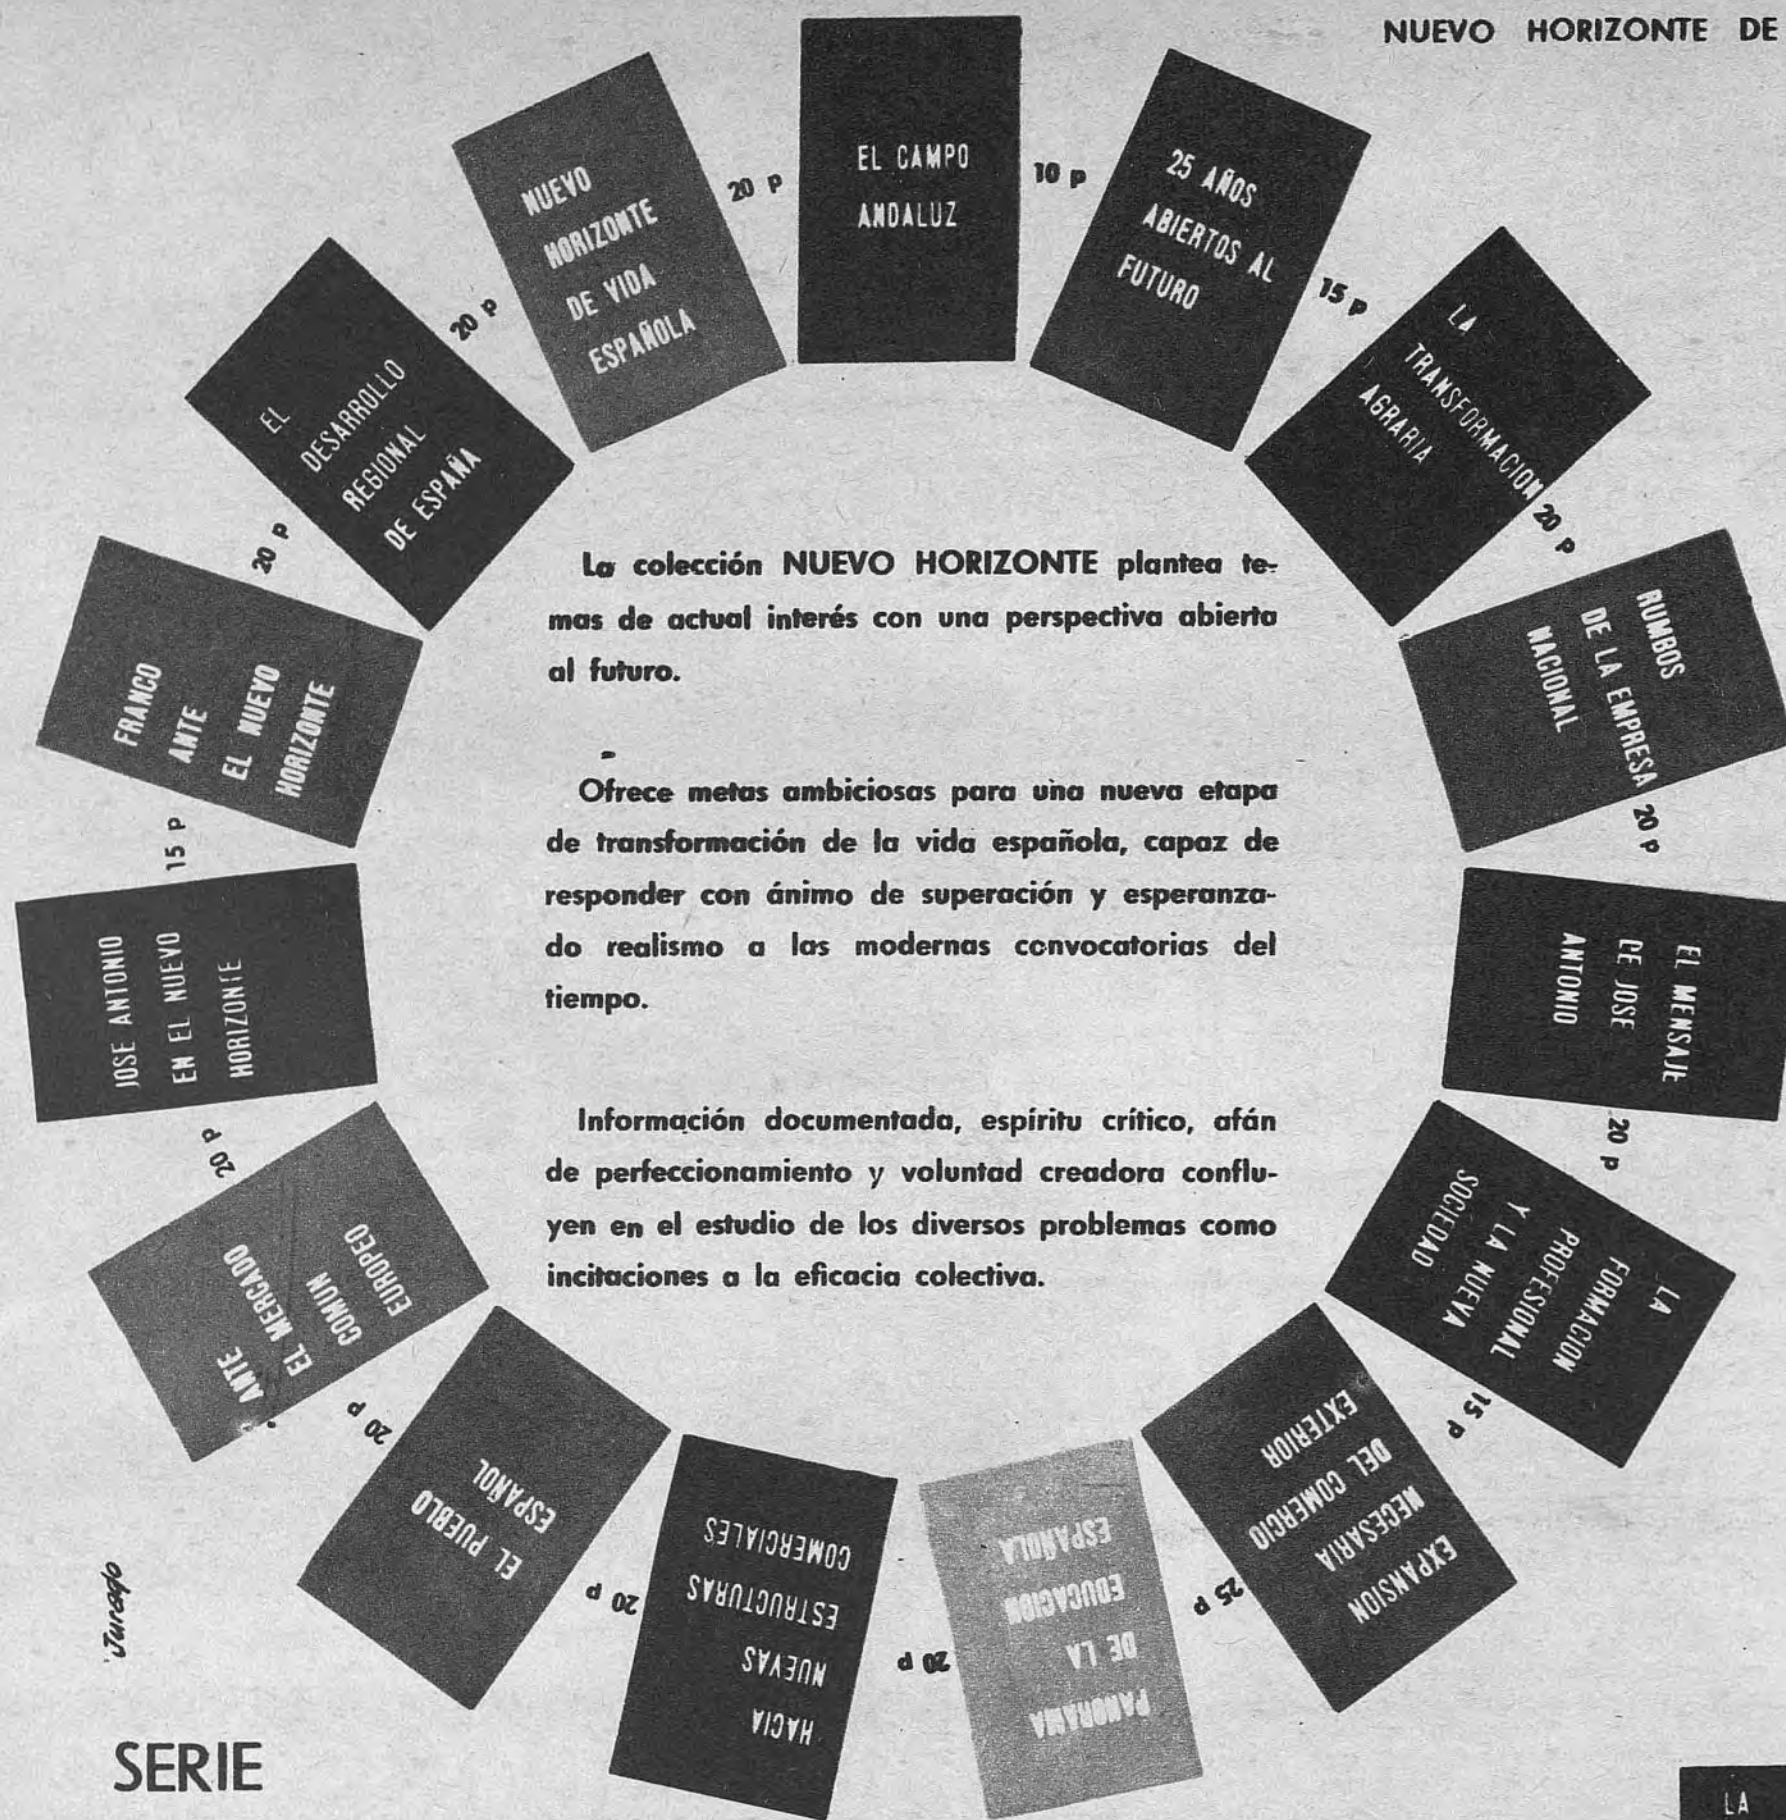 NUEVO HORIZONTE DE
EL CAMPO
ANDALUZ
10 P
25 AÑOS
ABIERTOS AL
FUTURO
15 P
LA
TRANSFORMACION
AGRARIA
20 P
RUMBOS
DE LA EMPRESA
NACIONAL
20 P
EL MENSAJE
DE JOSE
ANTONIO
20 P
LA
FORMACION
PROFESIONAL
Y LA NUEVA
SOCIEDAD
15 P
EXPANSION
NECESARIA
DEL COMERCIO
EXTERIOR
25 P
PANORAMA
DE LA
EDUCACION
ESPAÑOLA
20 P
HACIA
NUEVAS
ESTRUCTURAS
COMERCIALES
20 P
EL PUEBLO
ESPAÑOL
20 P
ANTE
EL MERCADO
COMUN
EUROPEO
20 P
JOSE ANTONIO
EN EL NUEVO
HORIZONTE
15 P
FRANCO
ANTE
EL NUEVO
HORIZONTE
20 P
EL
DESARROLLO
REGIONAL
DE ESPAÑA
20 P
NUEVO
HORIZONTE
DE VIDA
ESPAÑOLA
20 P
La colección NUEVO HORIZONTE plantea te-
mas de actual interés con una perspectiva abierta
al futuro.
Ofrece metas ambiciosas para una nueva etapa
de transformación de la vida española, capaz de
responder con ánimo de superación y esperanza-
do realismo a las modernas convocatorias del
tiempo.
Información documentada, espíritu crítico, afán
de perfeccionamiento y voluntad creadora conflu-
yen en el estudio de los diversos problemas como
incitaciones a la eficacia colectiva.
SERIE
LA